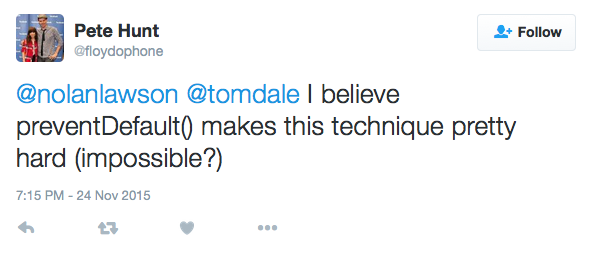 Pete Hunt
@floydophone
Follow
@nolanlawson @tomdale I believe
preventDefault() makes this technique pretty
hard (impossible?)
7:15 PM - 24 Nov 2015